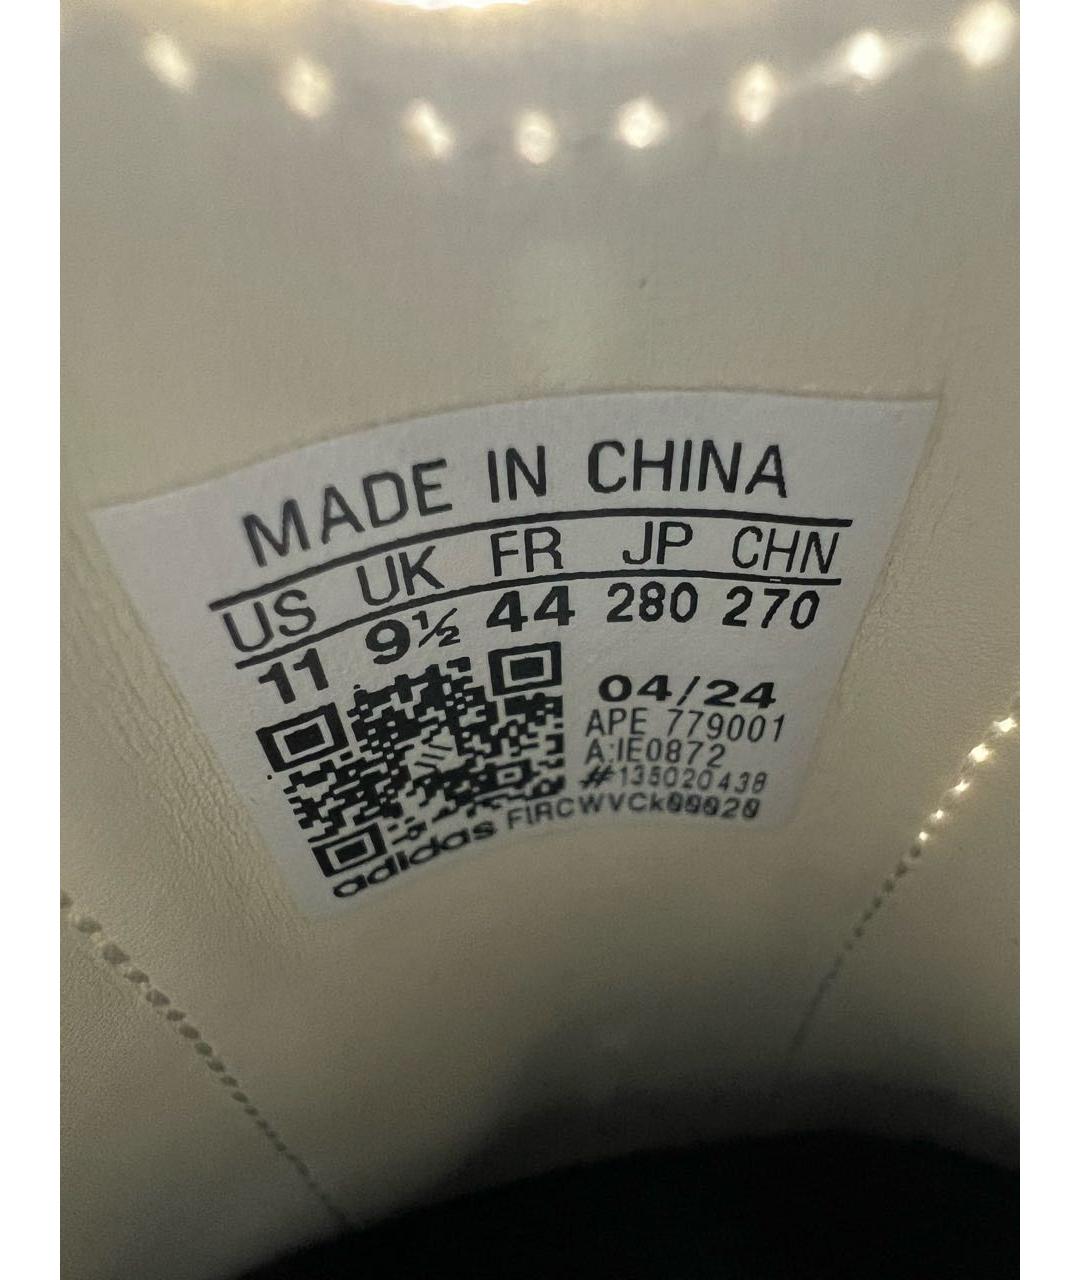 MADE IN CHINA
US UK FR JP CHN
11 9½ 44 280 270
04/24
APE 779001
A:IE0872
#135020438
FIRCWVCk00020
adidas